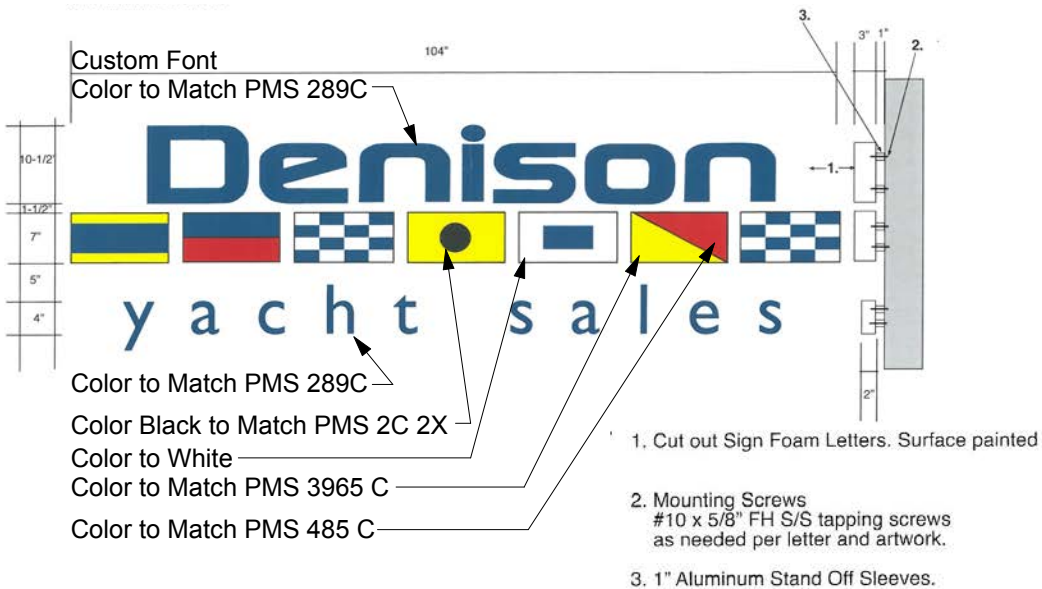 3.
3" 1"
2.
104"
Custom Font
Color to Match PMS 289C
10-1/2"
Denison
1.
1-1/2"
7"
5"
4"
yacht sales
Color to Match PMS 289C
2"
Color Black to Match PMS 2C 2X
Color to White
Color to Match PMS 3965 C
Color to Match PMS 485 C
1. Cut out Sign Foam Letters. Surface painted
2. Mounting Screws
#10 x 5/8" FH S/S tapping screws
as needed per letter and artwork.
3. 1" Aluminum Stand Off Sleeves.